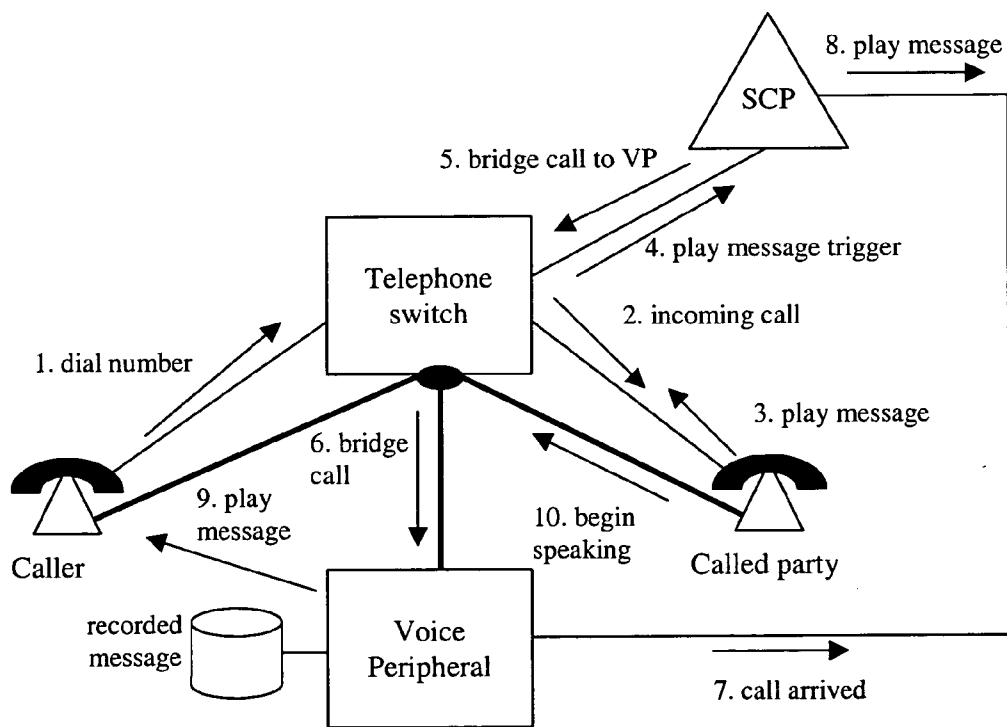 8. play message
SCP
5. bridge call to VP
4. play message trigger
Telephone
switch
2. incoming call
1. dial number
3. play message
6. bridge
call
9. play
message
10. begin
speaking
Caller
Called party
recorded
message
Voice
Peripheral
7. call arrived